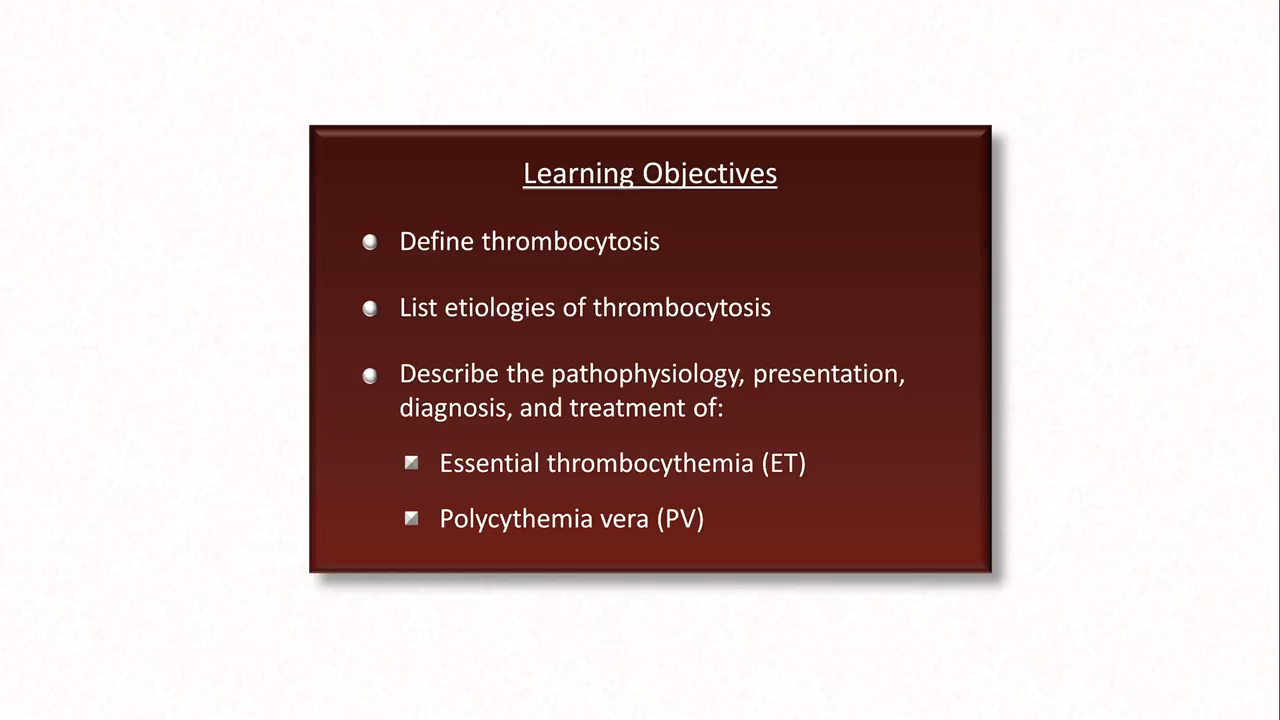 Learning Objectives
Define thrombocytosis
List etiologies of thrombocytosis
Describe the pathophysiology, presentation,
diagnosis, and treatment of:
Essential thrombocythemia (ET)
Polycythemia vera (PV)